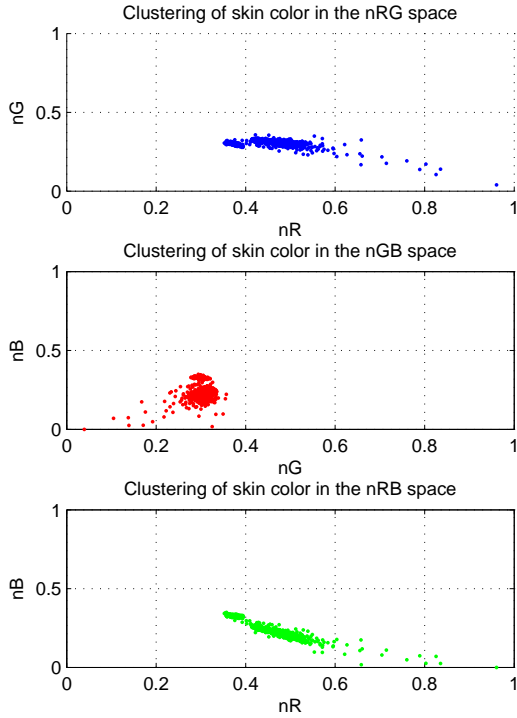 Clustering of skin color in the nRG space
1
0.5
0
nG
0 0.2 0.4 0.6 0.8 1
nR
Clustering of skin color in the nGB space
1
0.5
0
nB
0 0.2 0.4 0.6 0.8 1
nG
Clustering of skin color in the nRB space
1
0.5
0
nB
0 0.2 0.4 0.6 0.8 1
nR